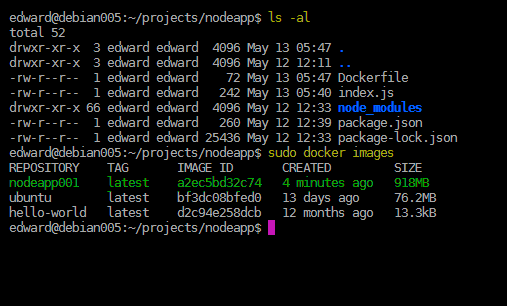 edward@debian005:~/projects/nodeapp$ ls -al
total 52
drwxr-xr-x  3 edward edward  4096 May 13 05:47 .
drwxr-xr-x  3 edward edward  4096 May 12 12:11 ..
-rw-r--r--  1 edward edward    72 May 13 05:47 Dockerfile
-rw-r--r--  1 edward edward   242 May 13 05:40 index.js
drwxr-xr-x 66 edward edward  4096 May 12 12:33 node_modules
-rw-r--r--  1 edward edward   260 May 12 12:39 package.json
-rw-r--r--  1 edward edward 25436 May 12 12:33 package-lock.json
edward@debian005:~/projects/nodeapp$ sudo docker images
REPOSITORY    TAG       IMAGE ID       CREATED         SIZE
nodeapp001    latest    a2ec5bd32c74   4 minutes ago   918MB
ubuntu        latest    bf3dc08bfed0   13 days ago     76.2MB
hello-world   latest    d2c94e258dcb   12 months ago   13.3kB
edward@debian005:~/projects/nodeapp$